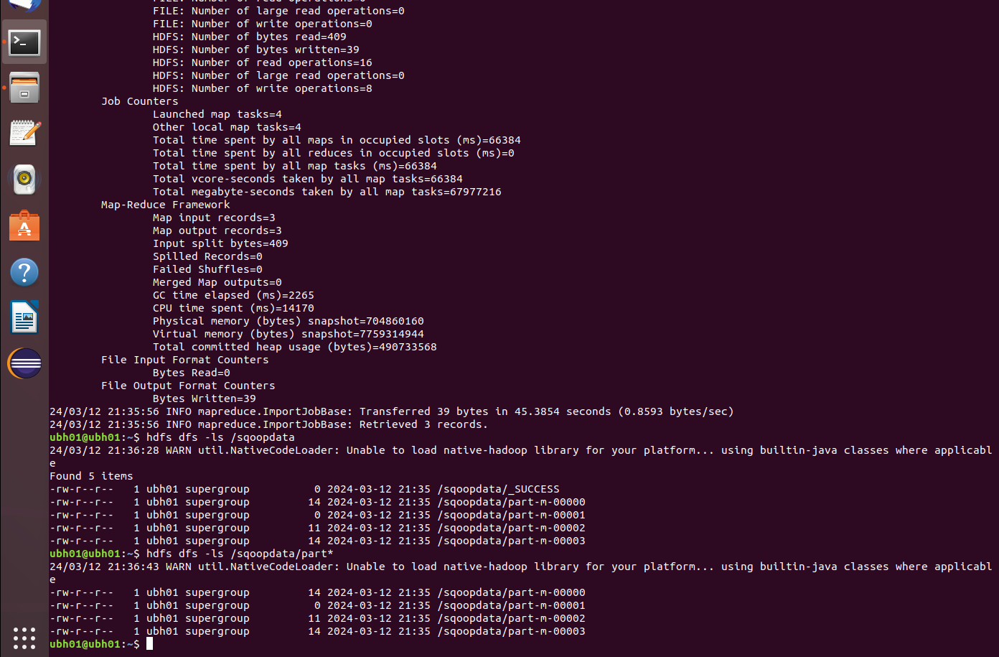 FILE: Number of read operations=0
FILE: Number of large read operations=0
FILE: Number of write operations=0
HDFS: Number of bytes read=409
HDFS: Number of bytes written=39
HDFS: Number of read operations=16
HDFS: Number of large read operations=0
HDFS: Number of write operations=8
Job Counters
Launched map tasks=4
Other local map tasks=4
Total time spent by all maps in occupied slots (ms)=66384
Total time spent by all reduces in occupied slots (ms)=0
Total time spent by all map tasks (ms)=66384
Total vcore-seconds taken by all map tasks=66384
Total megabyte-seconds taken by all map tasks=67977216
Map-Reduce Framework
Map input records=3
Map output records=3
Input split bytes=409
Spilled Records=0
Failed Shuffles=0
Merged Map outputs=0
GC time elapsed (ms)=2265
CPU time spent (ms)=14170
Physical memory (bytes) snapshot=704860160
Virtual memory (bytes) snapshot=7759314944
Total committed heap usage (bytes)=490733568
File Input Format Counters
Bytes Read=0
File Output Format Counters
Bytes Written=39
24/03/12 21:35:56 INFO mapreduce.ImportJobBase: Transferred 39 bytes in 45.3854 seconds (0.8593 bytes/sec)
24/03/12 21:35:56 INFO mapreduce.ImportJobBase: Retrieved 3 records.
ubh01@ubh01:~$ hdfs dfs -ls /sqoopdata
24/03/12 21:36:28 WARN util.NativeCodeLoader: Unable to load native-hadoop library for your platform... using builtin-java classes where applicabl
e
Found 5 items
-rw-r--r--   1 ubh01 supergroup          0 2024-03-12 21:35 /sqoopdata/_SUCCESS
-rw-r--r--   1 ubh01 supergroup         14 2024-03-12 21:35 /sqoopdata/part-m-00000
-rw-r--r--   1 ubh01 supergroup          0 2024-03-12 21:35 /sqoopdata/part-m-00001
-rw-r--r--   1 ubh01 supergroup         11 2024-03-12 21:35 /sqoopdata/part-m-00002
-rw-r--r--   1 ubh01 supergroup         14 2024-03-12 21:35 /sqoopdata/part-m-00003
ubh01@ubh01:~$ hdfs dfs -ls /sqoopdata/part*
24/03/12 21:36:43 WARN util.NativeCodeLoader: Unable to load native-hadoop library for your platform... using builtin-java classes where applicabl
e
-rw-r--r--   1 ubh01 supergroup         14 2024-03-12 21:35 /sqoopdata/part-m-00000
-rw-r--r--   1 ubh01 supergroup          0 2024-03-12 21:35 /sqoopdata/part-m-00001
-rw-r--r--   1 ubh01 supergroup         11 2024-03-12 21:35 /sqoopdata/part-m-00002
-rw-r--r--   1 ubh01 supergroup         14 2024-03-12 21:35 /sqoopdata/part-m-00003
ubh01@ubh01:~$